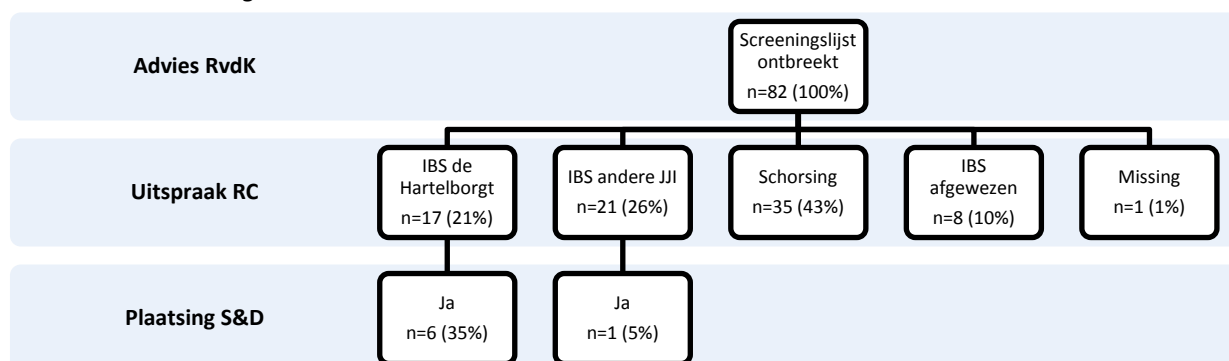 Advies RvdK
Screeningslijst
ontbreekt
n=82 (100%)
Uitspraak RC
IBS de
Hartelborgt
n=17 (21%)
IBS andere JJI
n=21 (26%)
Schorsing
n=35 (43%)
IBS
afgewezen
n=8 (10%)
Missing
n=1 (1%)
Plaatsing S&D
Ja
n=6 (35%)
Ja
n=1 (5%)